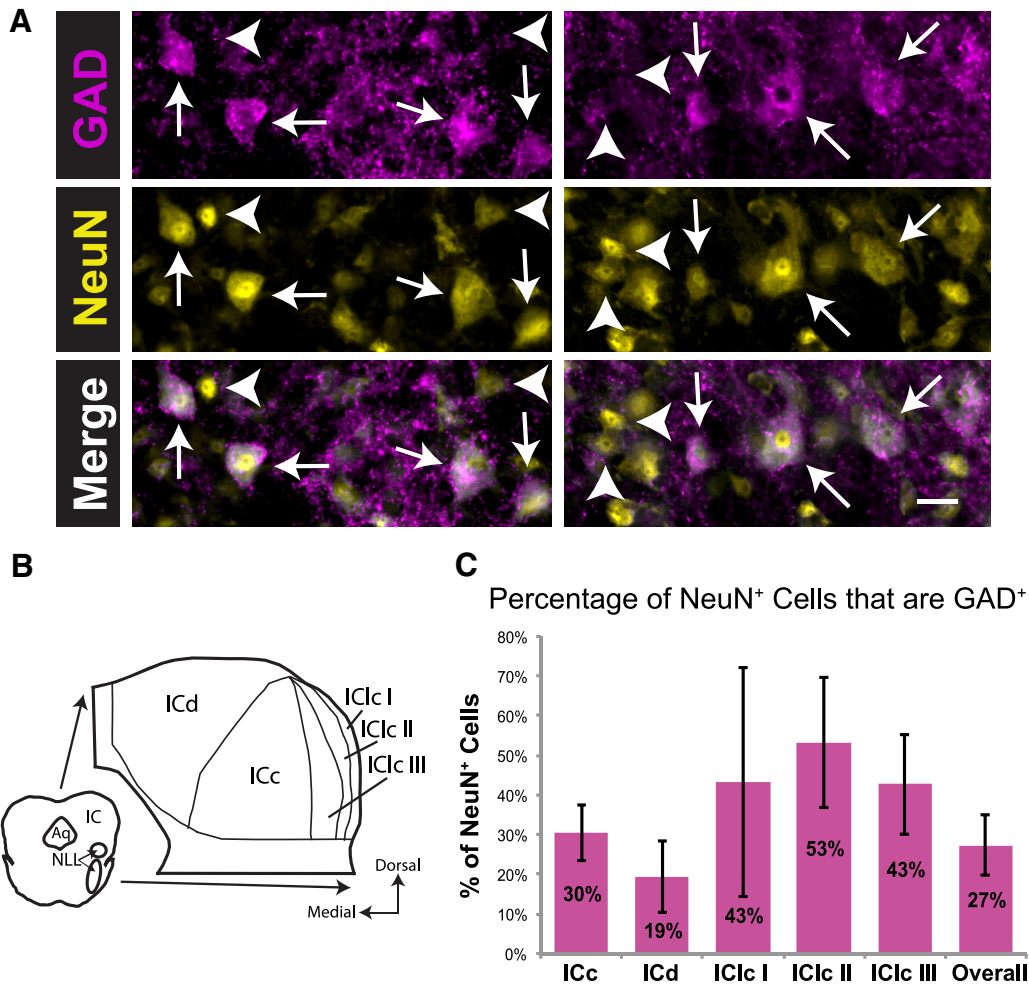 A
GAD
NeuN
Merge
B
ICd
ICc
IClc I
IClc II
IClc III
Aq
IC
NLL
Dorsal
Medial
C
Percentage of NeuN⁺ Cells that are GAD⁺
% of NeuN⁺ Cells
80%
70%
60%
50%
40%
30%
20%
10%
0%
30%
19%
43%
53%
43%
27%
ICc ICd IClc I IClc II IClc III Overall